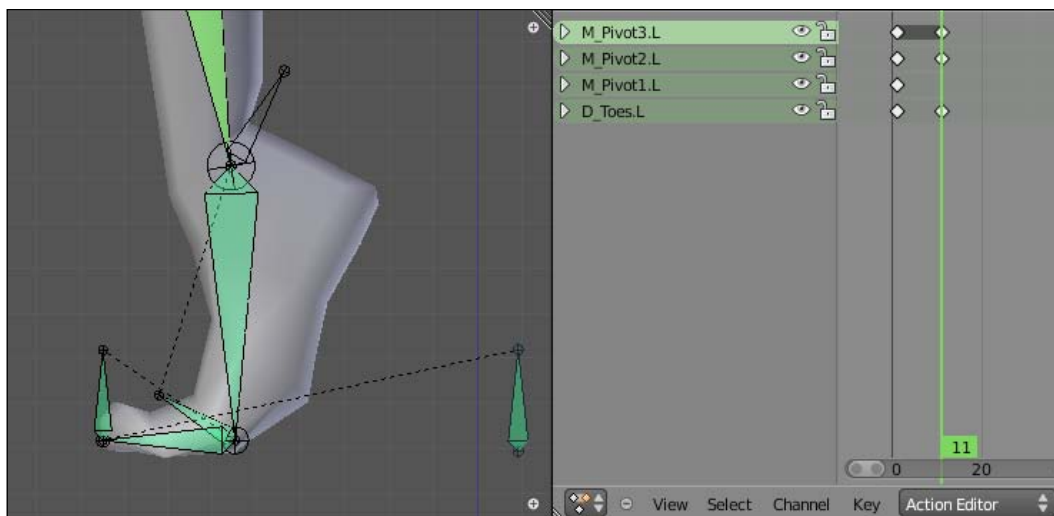 M_Pivot3.L
M_Pivot2.L
M_Pivot1.L
D_Toes.L
11
0 20
View Select Channel Key Action Editor